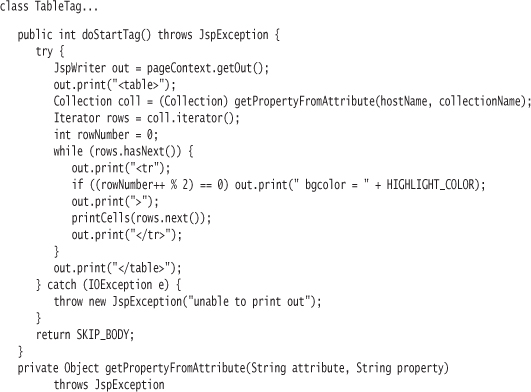 class TableTag...
   public int doStartTag() throws JspException {
      try {
         JspWriter out = pageContext.getOut();
         out.print("<table>");
         Collection coll = (Collection) getPropertyFromAttribute(hostName, collectionName);
         Iterator rows = coll.iterator();
         int rowNumber = 0;
         while (rows.hasNext()) {
            out.print("<tr");
            if ((rowNumber++ % 2) == 0) out.print(" bgcolor = " + HIGHLIGHT_COLOR);
            out.print(">");
            printCells(rows.next());
            out.print("</tr>");
         }
         out.print("</table>");
      } catch (IOException e) {
         throw new JspException("unable to print out");
      }
      return SKIP_BODY;
   }
   private Object getPropertyFromAttribute(String attribute, String property)
         throws JspException